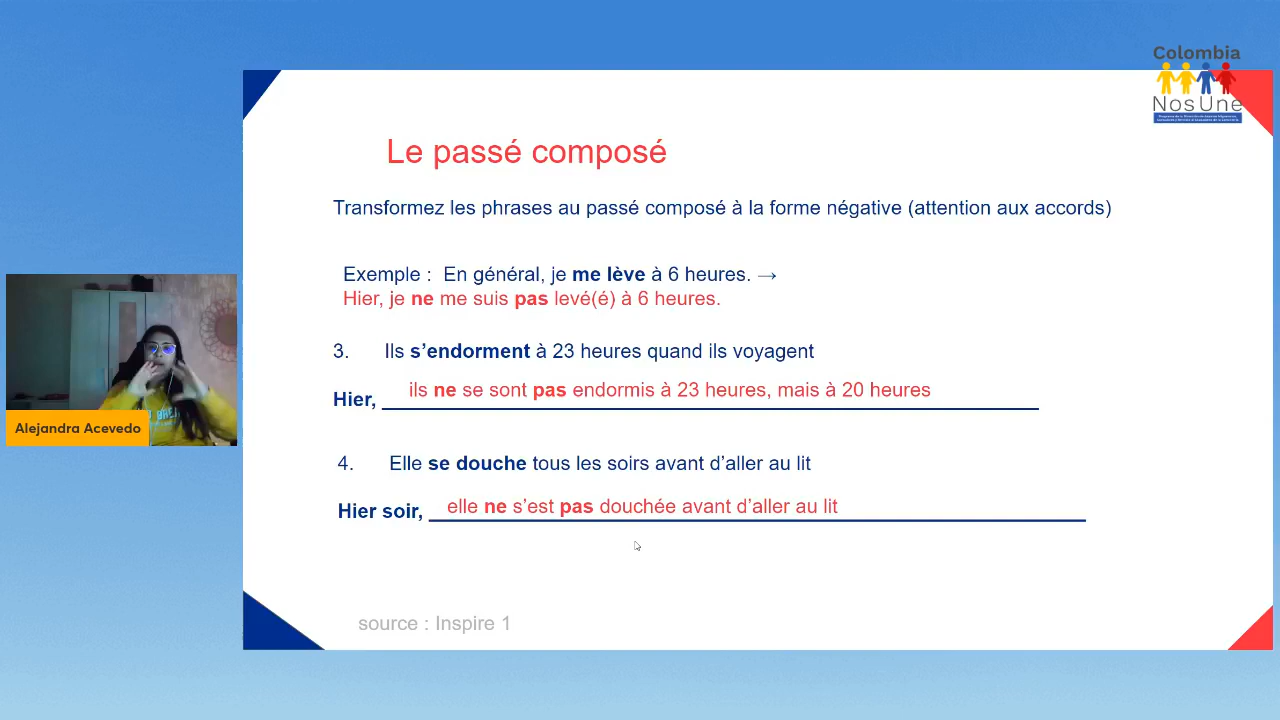 Colombia
NosUne
Le passé composé
Transformez les phrases au passé composé à la forme négative (attention aux accords)
Exemple : En général, je me lève à 6 heures. →
Hier, je ne me suis pas levé(é) à 6 heures.
3. Ils s’endorment à 23 heures quand ils voyagent
Hier, ils ne se sont pas endormis à 23 heures, mais à 20 heures
Alejandra Acevedo
4. Elle se douche tous les soirs avant d’aller au lit
Hier soir, elle ne s’est pas douchée avant d’aller au lit
source : Inspire 1